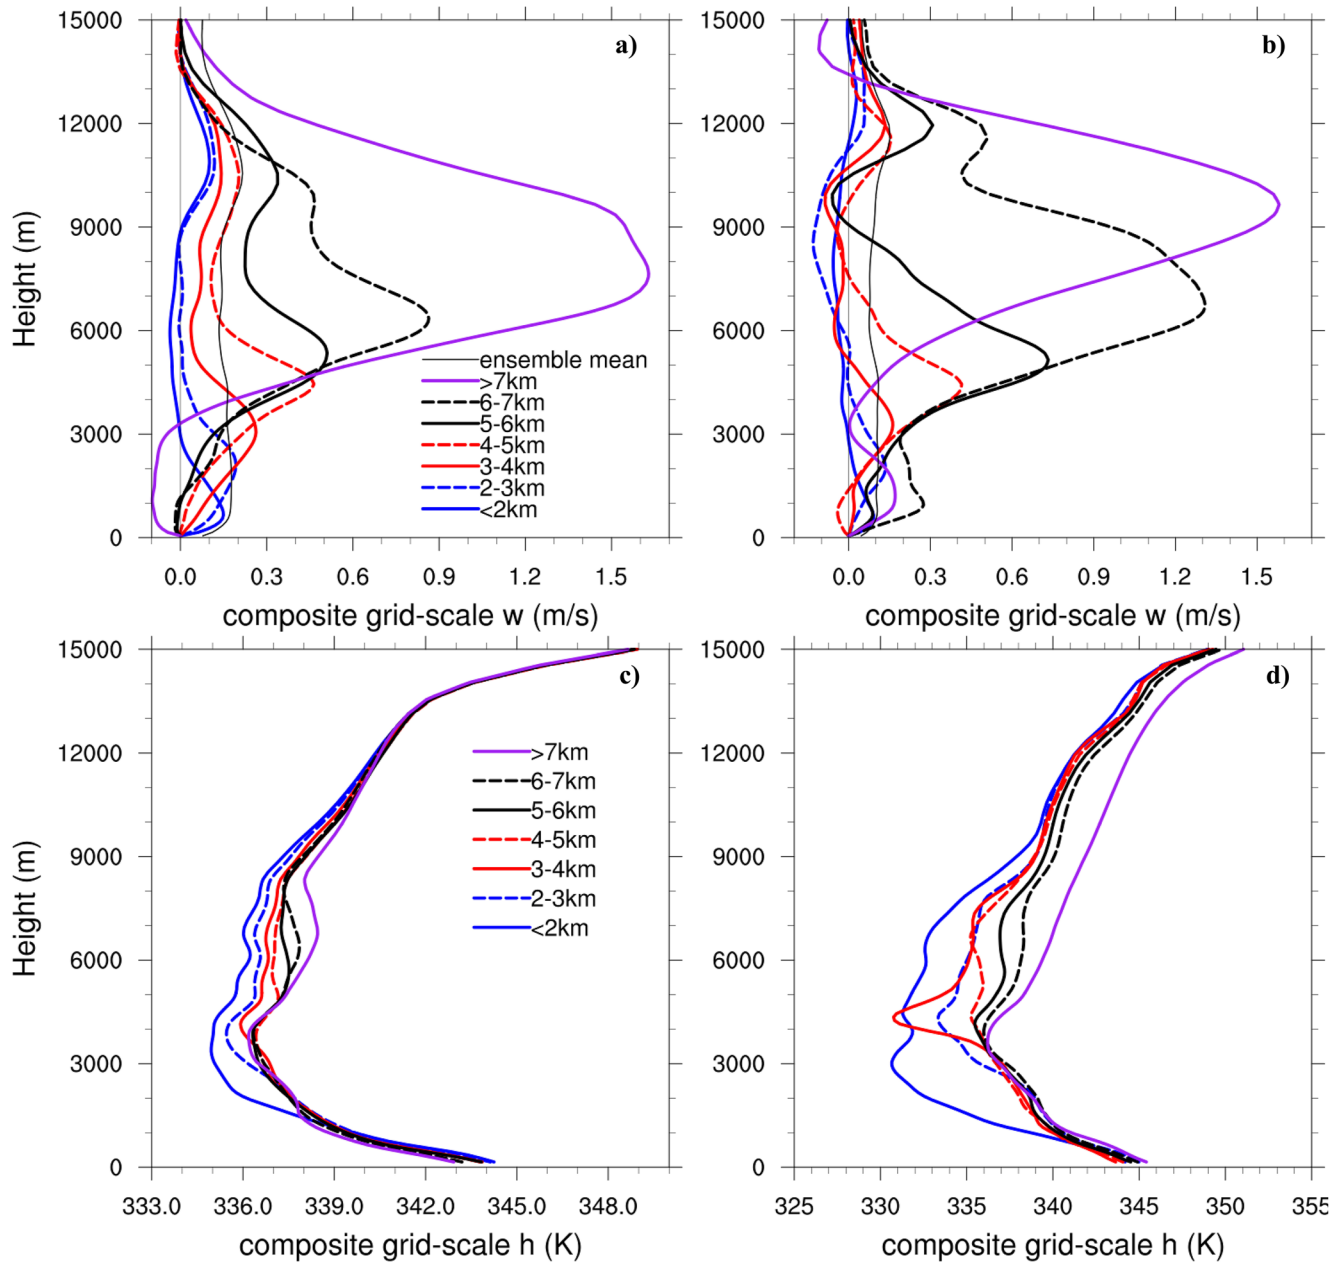 a)
15000
12000
9000
6000
3000
0
Height (m)
ensemble mean
>7km
6-7km
5-6km
4-5km
3-4km
2-3km
<2km
0.0 0.3 0.6 0.9 1.2 1.5
composite grid-scale w (m/s)
b)
15000
12000
9000
6000
3000
0
0.0 0.3 0.6 0.9 1.2 1.5
composite grid-scale w (m/s)
c)
15000
12000
9000
6000
3000
0
Height (m)
>7km
6-7km
5-6km
4-5km
3-4km
2-3km
<2km
333.0 336.0 339.0 342.0 345.0 348.0
composite grid-scale h (K)
d)
15000
12000
9000
6000
3000
0
325 330 335 340 345 350 355
composite grid-scale h (K)